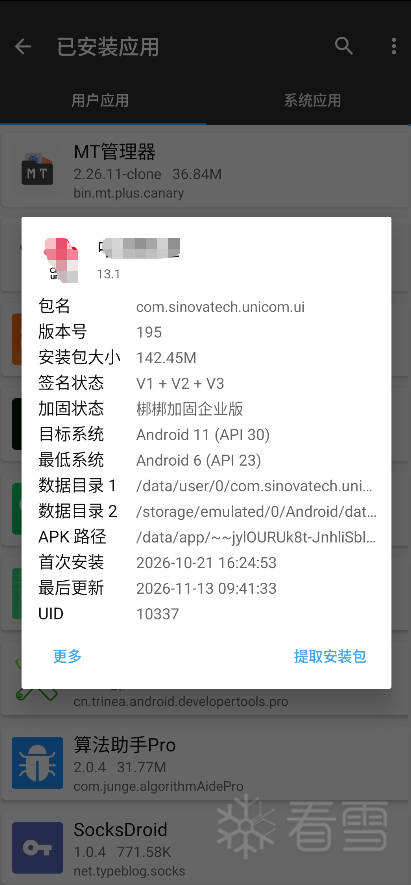 已安装应用
用户应用 系统应用
MT管理器
2.26.11-clone 36.84M
bin.mt.plus.canary
13.1
包名 com.sinovatech.unicom.ui
版本号 195
安装包大小 142.45M
签名状态 V1 + V2 + V3
加固状态 梆梆加固企业版
目标系统 Android 11 (API 30)
最低系统 Android 6 (API 23)
数据目录 1 /data/user/0/com.sinovatech.uni...
数据目录 2 /storage/emulated/0/Android/dat...
APK 路径 /data/app/~~jylOURUk8t-JnhliSbl...
首次安装 2026-10-21 16:24:53
最后更新 2026-11-13 09:41:33
UID 10337
更多 提取安装包
cn.trinea.android.developertools.pro
算法助手Pro
2.0.4 31.77M
com.junge.algorithmAidePro
SocksDroid
1.0.4 771.58K
net.typeblog.socks
看雪